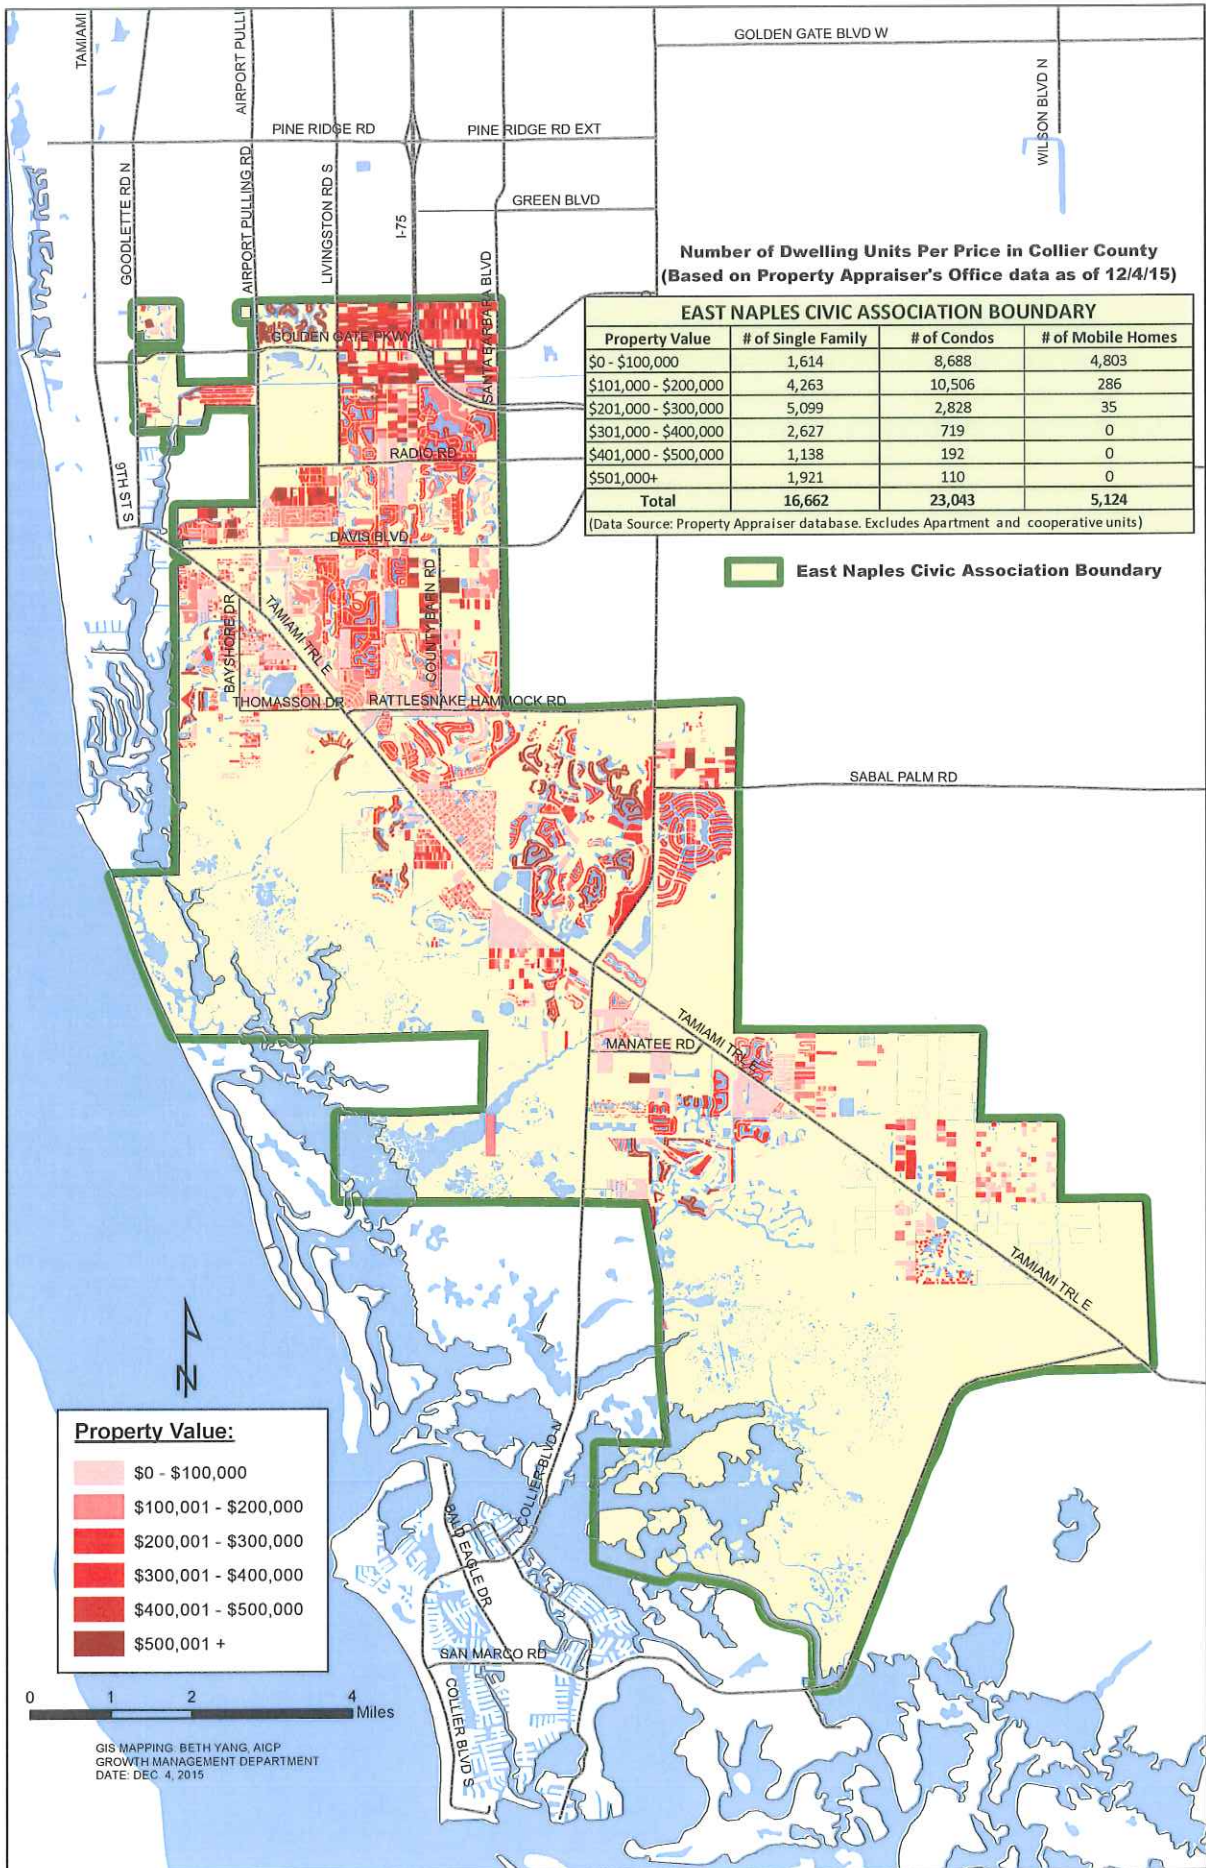 TAMIAMI
AIRPORT PULLI
GOLDEN GATE BLVD W
WILSON BLVD N
PINE RIDGE RD
PINE RIDGE RD EXT
GOODLETTE RD N
AIRPORT PULLING RD
LIVINGSTON RD S
I-75
GREEN BLVD
SANTA BARBARA BLVD
Number of Dwelling Units Per Price in Collier County
(Based on Property Appraiser's Office data as of 12/4/15)
EAST NAPLES CIVIC ASSOCIATION BOUNDARY
Property Value # of Single Family # of Condos # of Mobile Homes
$0 - $100,000 1,614 8,688 4,803
$101,000 - $200,000 4,263 10,506 286
$201,000 - $300,000 5,099 2,828 35
$301,000 - $400,000 2,627 719 0
$401,000 - $500,000 1,138 192 0
$501,000+ 1,921 110 0
Total 16,662 23,043 5,124
(Data Source: Property Appraiser database. Excludes Apartment and cooperative units)
East Naples Civic Association Boundary
GOLDEN GATE PKWY
RADIO RD
9TH ST S
DAVIS BLVD
BAYSHORE DR
TAMIAMI TRL E
COUNTY BARN RD
THOMASSON DR
RATTLESNAKE HAMMOCK RD
SABAL PALM RD
TAMIAMI TRL E
MANATEE RD
TAMIAMI TRL E
N
Property Value:
$0 - $100,000
$100,001 - $200,000
$200,001 - $300,000
$300,001 - $400,000
$400,001 - $500,000
$500,001 +
COLLIER BLVD N
BALD EAGLE DR
SAN MARCO RD
COLLIER BLVD S
0 1 2 4
Miles
GIS MAPPING: BETH YANG, AICP
GROWTH MANAGEMENT DEPARTMENT
DATE: DEC. 4, 2015